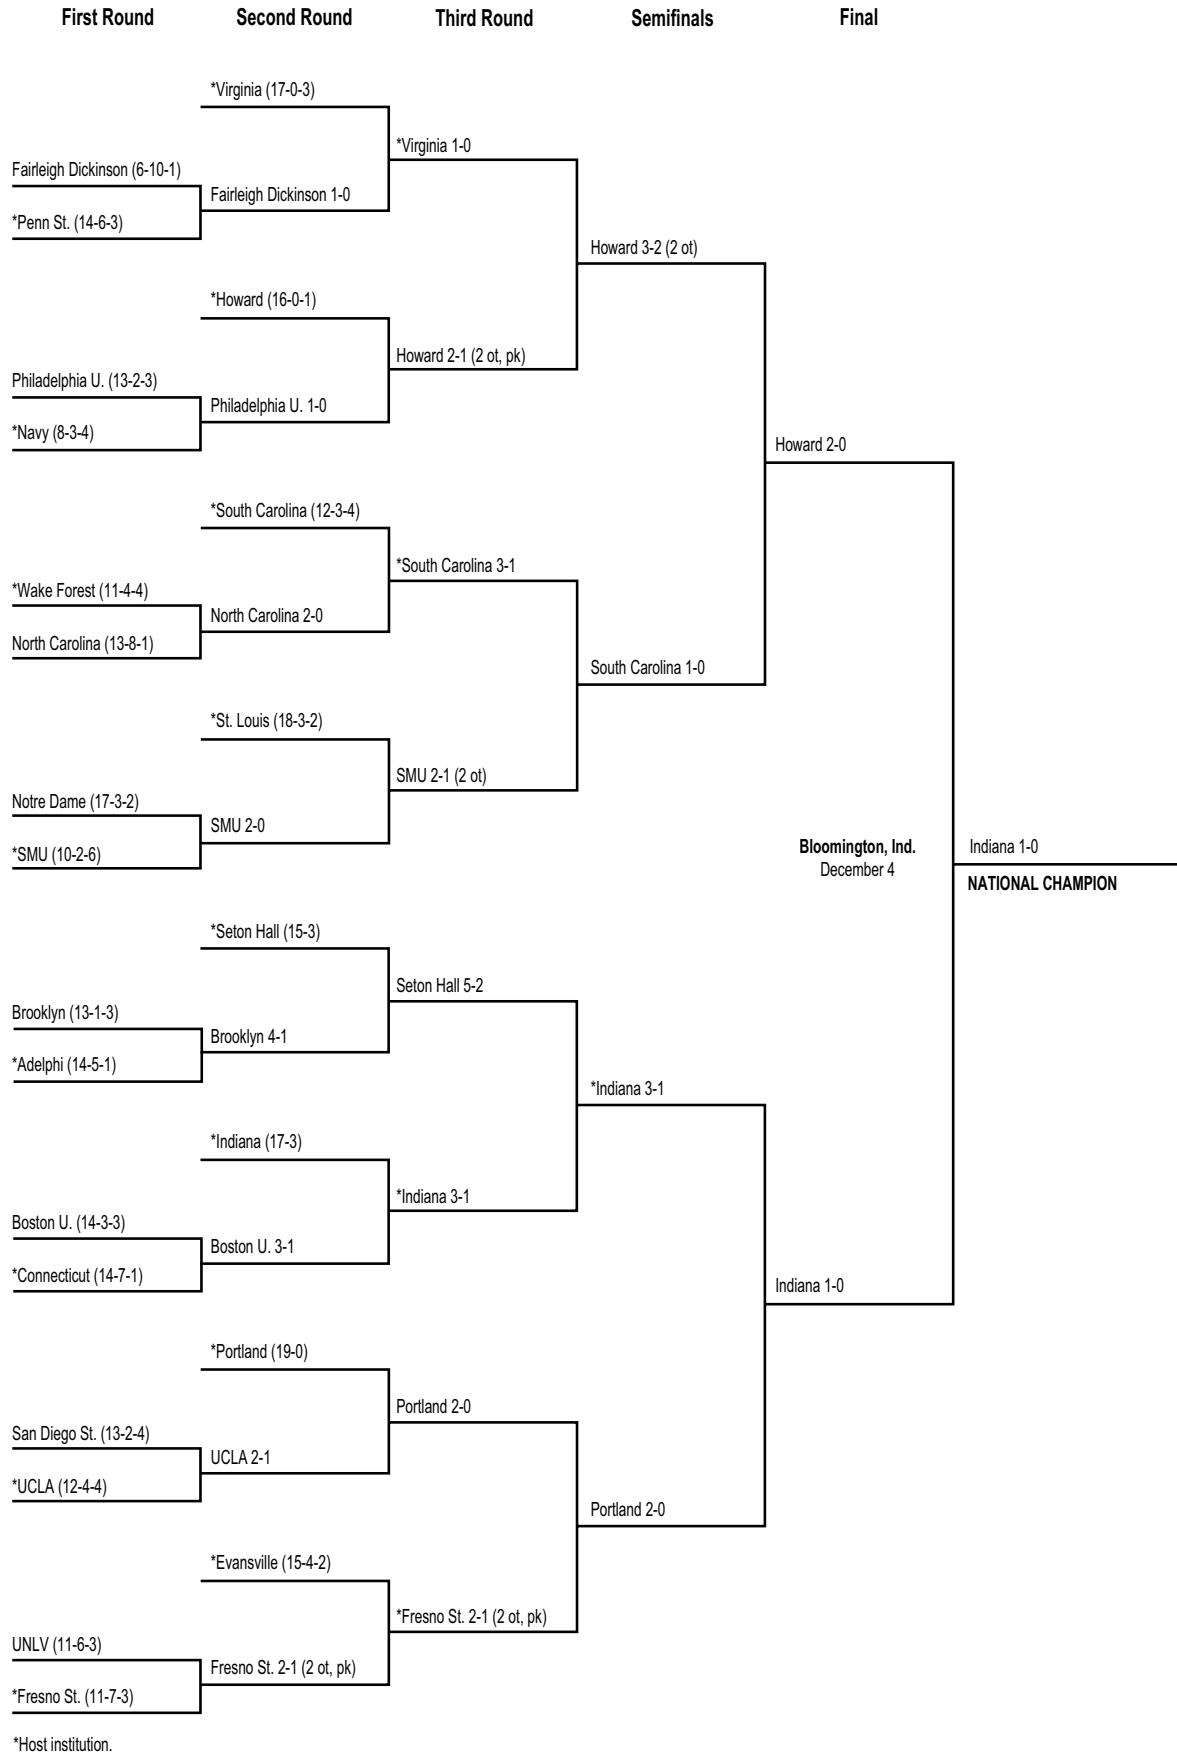 First Round Second Round Third Round Semifinals Final
*Virginia (17-0-3)
*Virginia 1-0
Fairleigh Dickinson (6-10-1)
Fairleigh Dickinson 1-0
*Penn St. (14-6-3)
Howard 3-2 (2 ot)
*Howard (16-0-1)
Howard 2-1 (2 ot, pk)
Philadelphia U. (13-2-3)
Philadelphia U. 1-0
*Navy (8-3-4)
Howard 2-0
*South Carolina (12-3-4)
*South Carolina 3-1
*Wake Forest (11-4-4)
North Carolina 2-0
North Carolina (13-8-1)
South Carolina 1-0
*St. Louis (18-3-2)
SMU 2-1 (2 ot)
Notre Dame (17-3-2)
SMU 2-0
*SMU (10-2-6)
Bloomington, Ind.
December 4
Indiana 1-0
NATIONAL CHAMPION
*Seton Hall (15-3)
Seton Hall 5-2
Brooklyn (13-1-3)
Brooklyn 4-1
*Adelphi (14-5-1)
*Indiana 3-1
*Indiana (17-3)
*Indiana 3-1
Boston U. (14-3-3)
Boston U. 3-1
*Connecticut (14-7-1)
Indiana 1-0
*Portland (19-0)
Portland 2-0
San Diego St. (13-2-4)
UCLA 2-1
*UCLA (12-4-4)
Portland 2-0
*Evansville (15-4-2)
*Fresno St. 2-1 (2 ot, pk)
UNLV (11-6-3)
Fresno St. 2-1 (2 ot, pk)
*Fresno St. (11-7-3)
*Host institution.